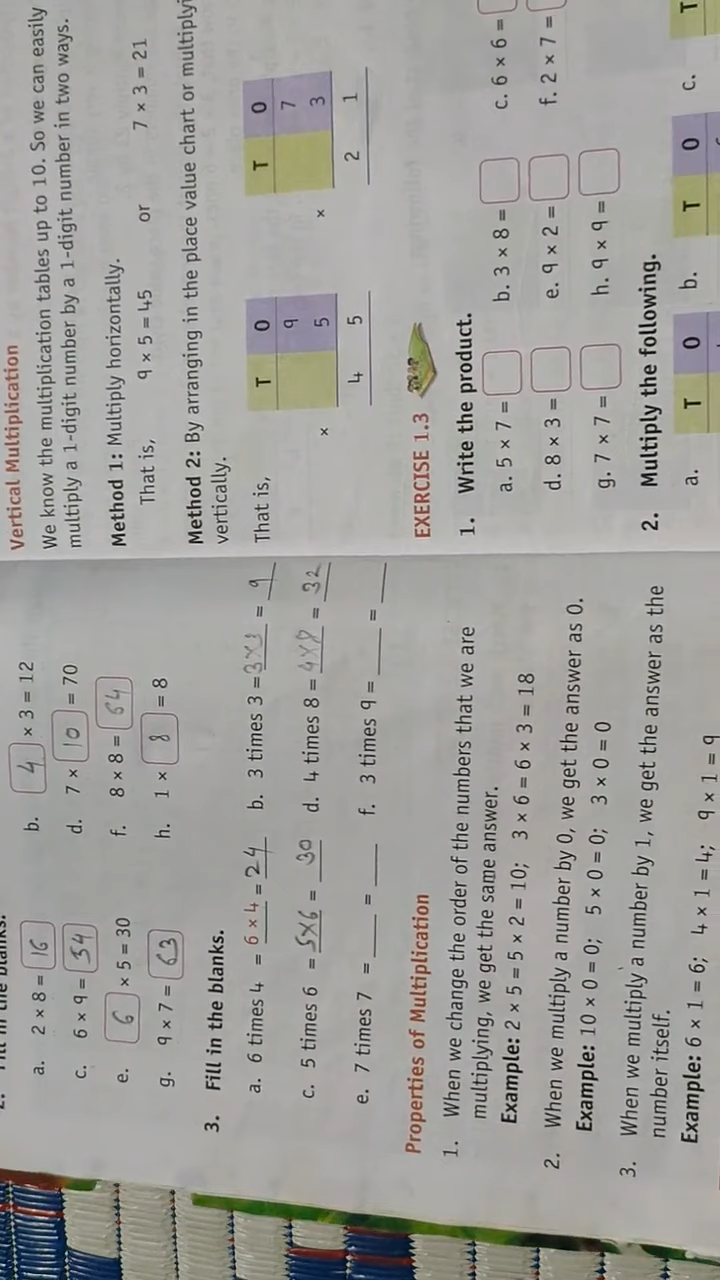 a. 2 × 8 = 16 b. 4 × 3 = 12
c. 6 × 9 = 54 d. 7 × 10 = 70
e. 6 × 5 = 30 f. 8 × 8 = 64
g. 9 × 7 = 63 h. 1 × 8 = 8
3. Fill in the blanks.
a. 6 times 4 = 6 × 4 = 24 b. 3 times 3 = 3×3 = 9
c. 5 times 6 = 5×6 = 30 d. 4 times 8 = 4×8 = 32
e. 7 times 7 = ___ = ___ f. 3 times 9 = ___ = ___
Properties of Multiplication
1. When we change the order of the numbers that we are
multiplying, we get the same answer.
Example: 2 × 5 = 5 × 2 = 10; 3 × 6 = 6 × 3 = 18
2. When we multiply a number by 0, we get the answer as 0.
Example: 10 × 0 = 0; 5 × 0 = 0; 3 × 0 = 0
3. When we multiply a number by 1, we get the answer as the
number itself.
Example: 6 × 1 = 6; 4 × 1 = 4; 9 × 1 = 9
Vertical Multiplication
We know the multiplication tables up to 10. So we can easily
multiply a 1-digit number by a 1-digit number in two ways.
Method 1: Multiply horizontally.
That is, 9 × 5 = 45 or 7 × 3 = 21
Method 2: By arranging in the place value chart or
vertically.
That is, T O T O
9 7
× 5 × 3
4 5 2 1
EXERCISE 1.3
1. Write the product.
a. 5 × 7 = b. 3 × 8 = c. 6 × 6 =
d. 8 × 3 = e. 9 × 2 = f. 2 × 7 =
g. 7 × 7 = h. 9 × 9 =
2. Multiply the following.
a. T O b. T O c. T